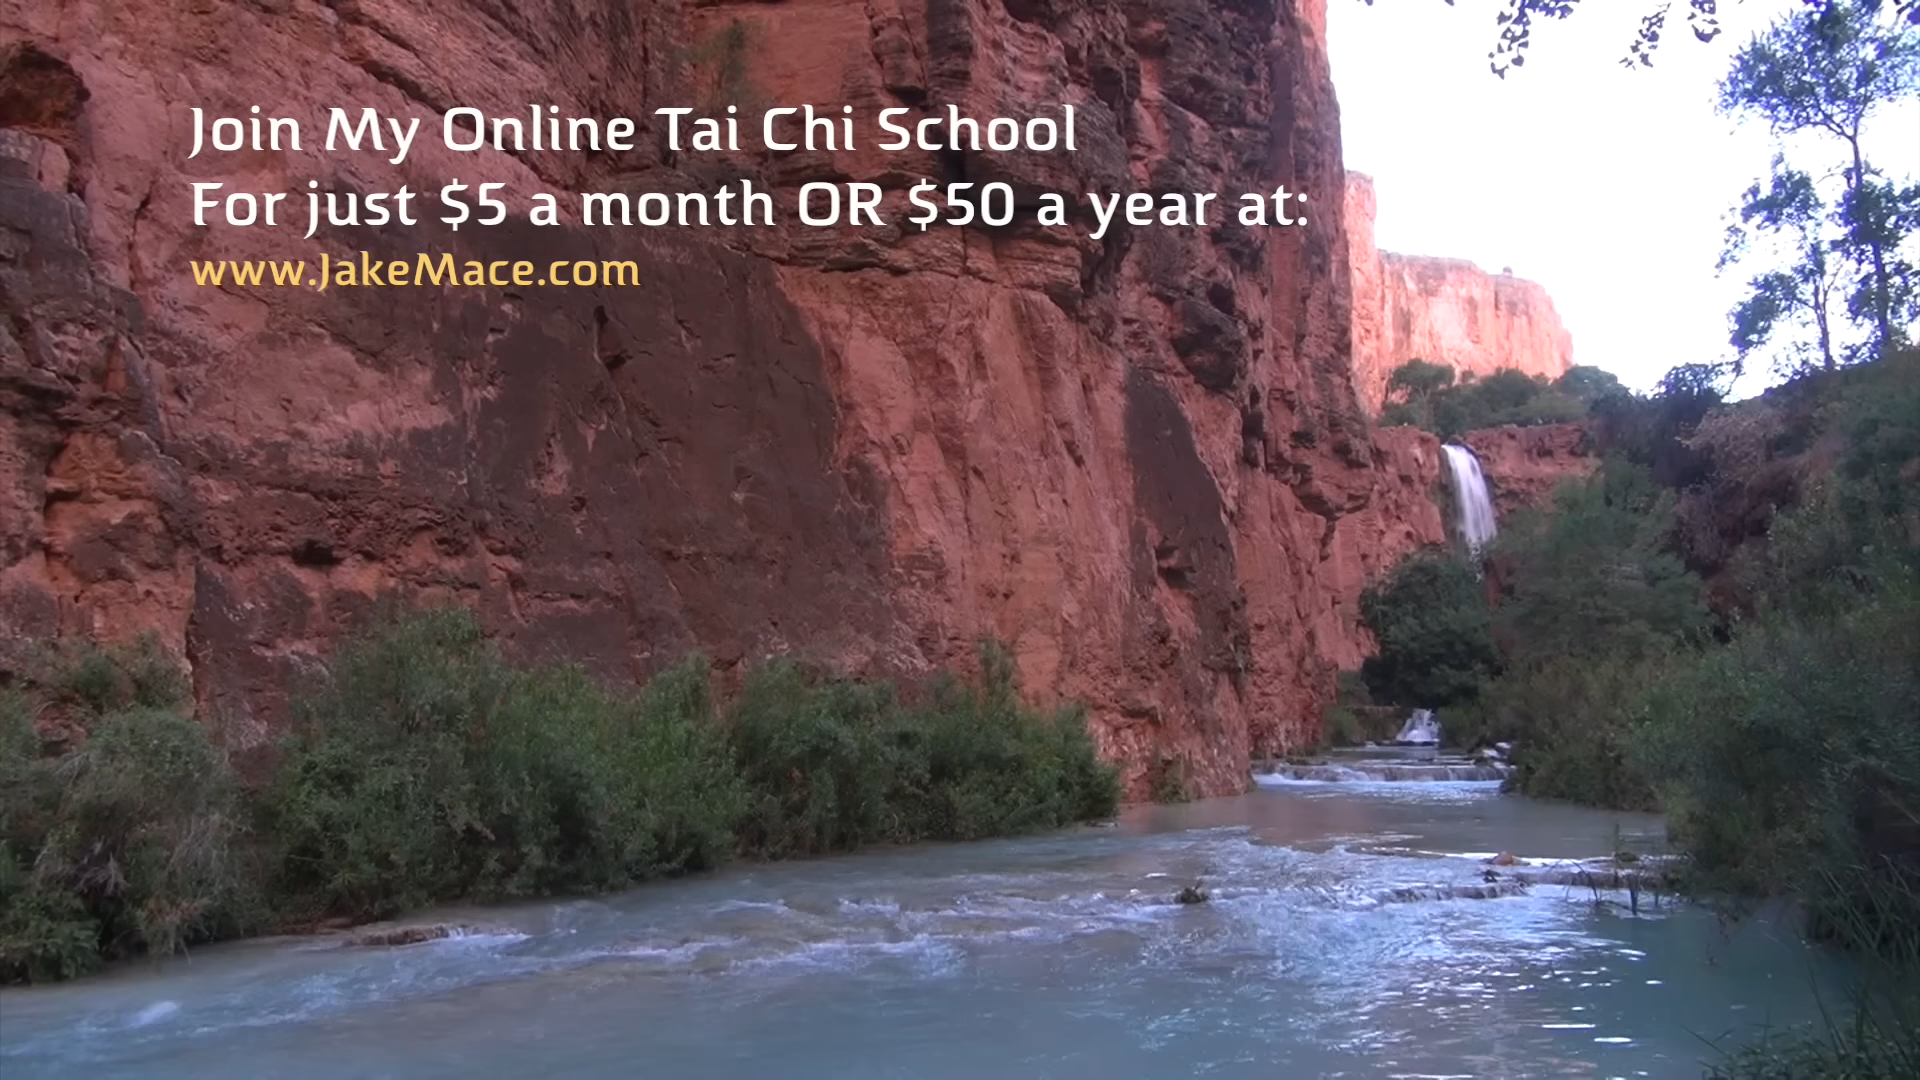 Join My Online Tai Chi School
For just $5 a month OR $50 a year at:
www.JakeMace.com